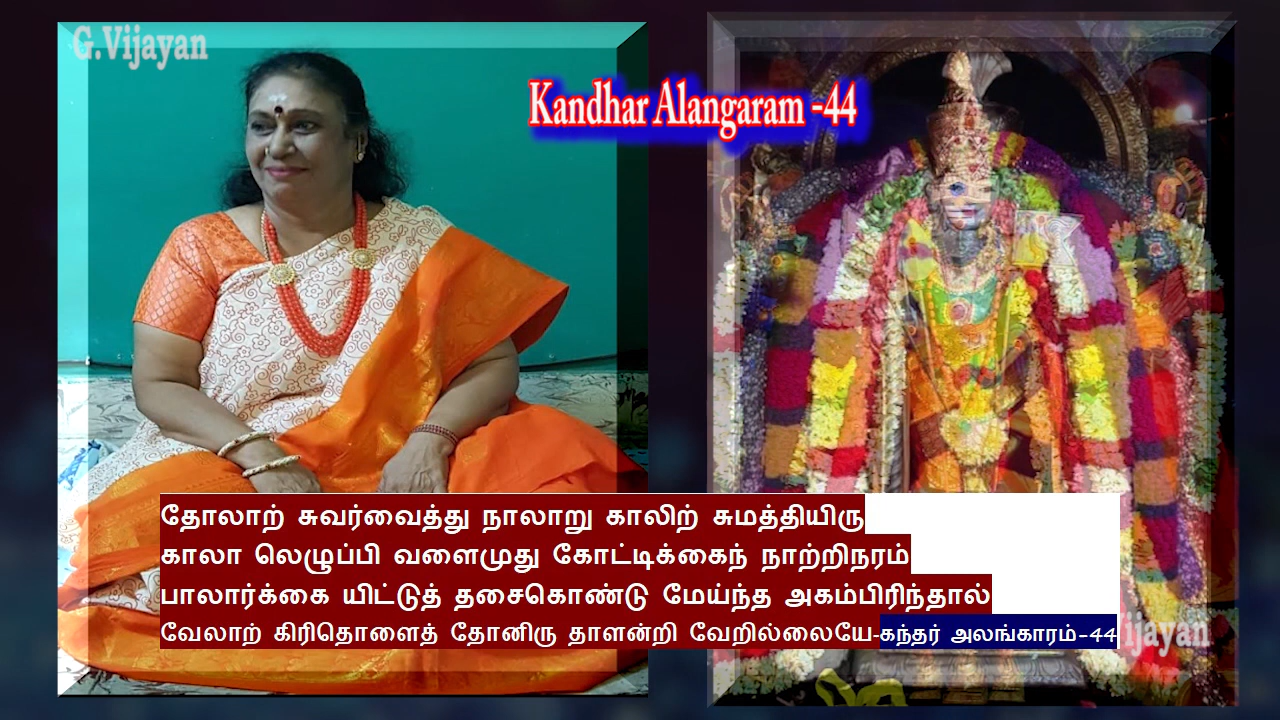 G.Vijayan
Kandhar Alangaram -44
தோலாற் சுவர்வைத்து நாலாறு காலிற் சுமத்தியிரு
காலா லெழுப்பி வளைமுது கோட்டிக்கைந் நாற்றிநரம்
பாலார்க்கை யிட்டுத் தசைகொண்டு மேய்ந்த அகம்பிரிந்தால்
வேலாற் கிரிதொளைத் தோனிரு தாளன்றி வேறில்லையே-கந்தர் அலங்காரம்-44
Vijayan